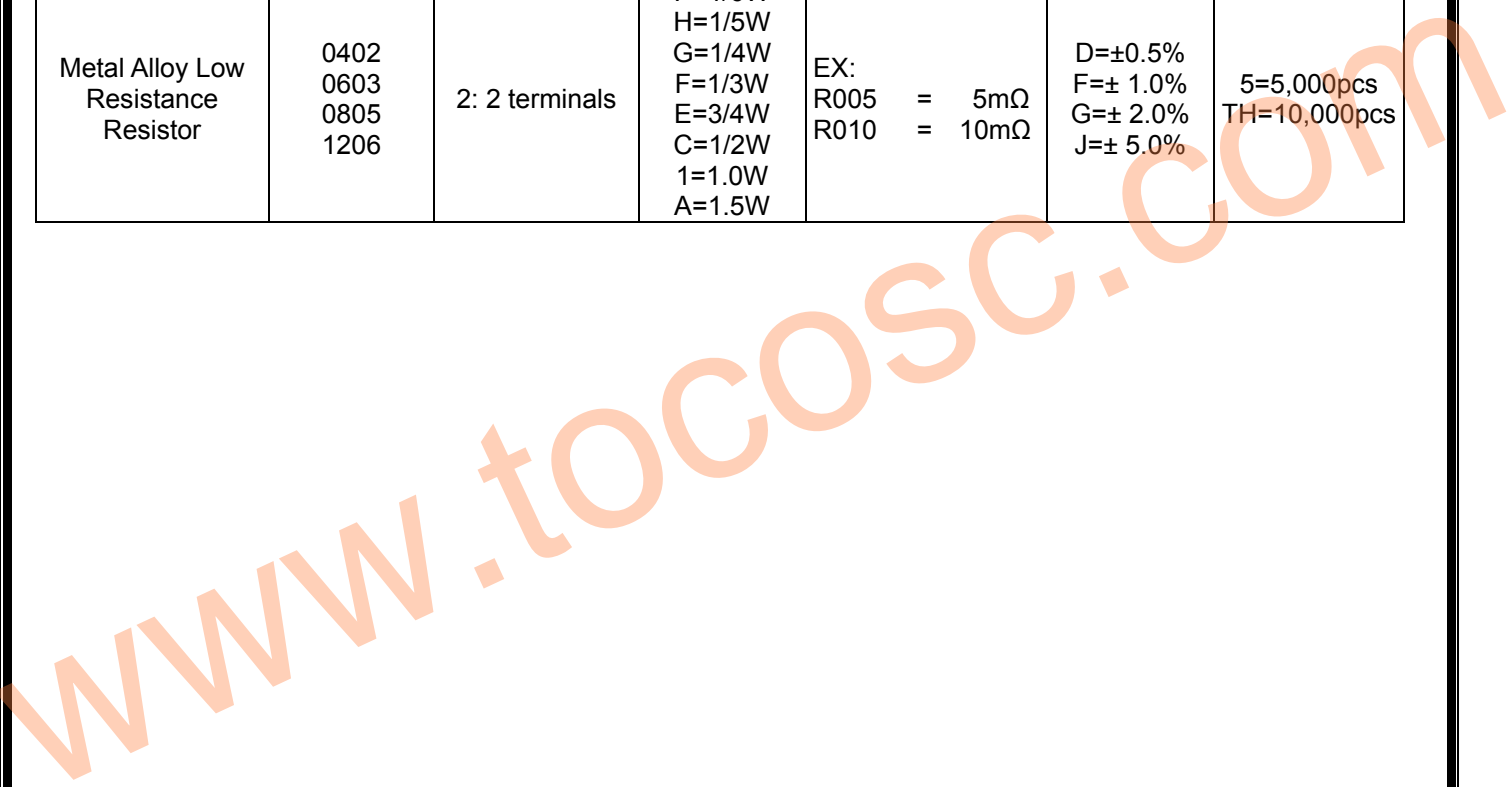 Metal Alloy Low
Resistance
Resistor
0402
0603
0805
1206
2: 2 terminals
H=1/5W
G=1/4W
F=1/3W
E=3/4W
C=1/2W
1=1.0W
A=1.5W
EX:
R005 = 5mΩ
R010 = 10mΩ
D=±0.5%
F=± 1.0%
G=± 2.0%
J=± 5.0%
5=5,000pcs
TH=10,000pcs
www.tocosc.com